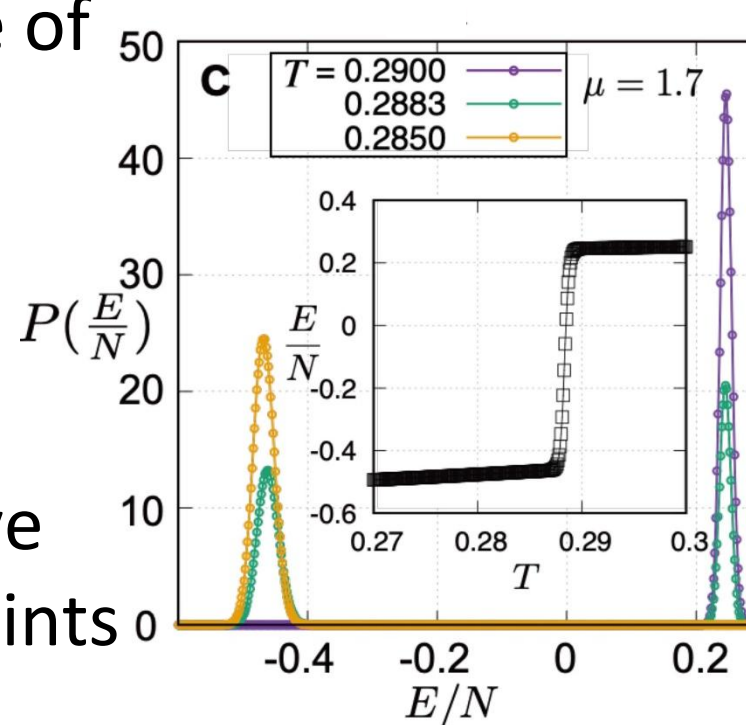 e of
50
C
T = 0.2900
0.2883
0.2850
μ = 1.7
40
0.4
30
0.2
P(E/N)
E/N
0
20
-0.2
-0.4
10
-0.6
ve
0.27 0.28 0.29 0.3
T
ints
0
-0.4 -0.2 0 0.2
E/N